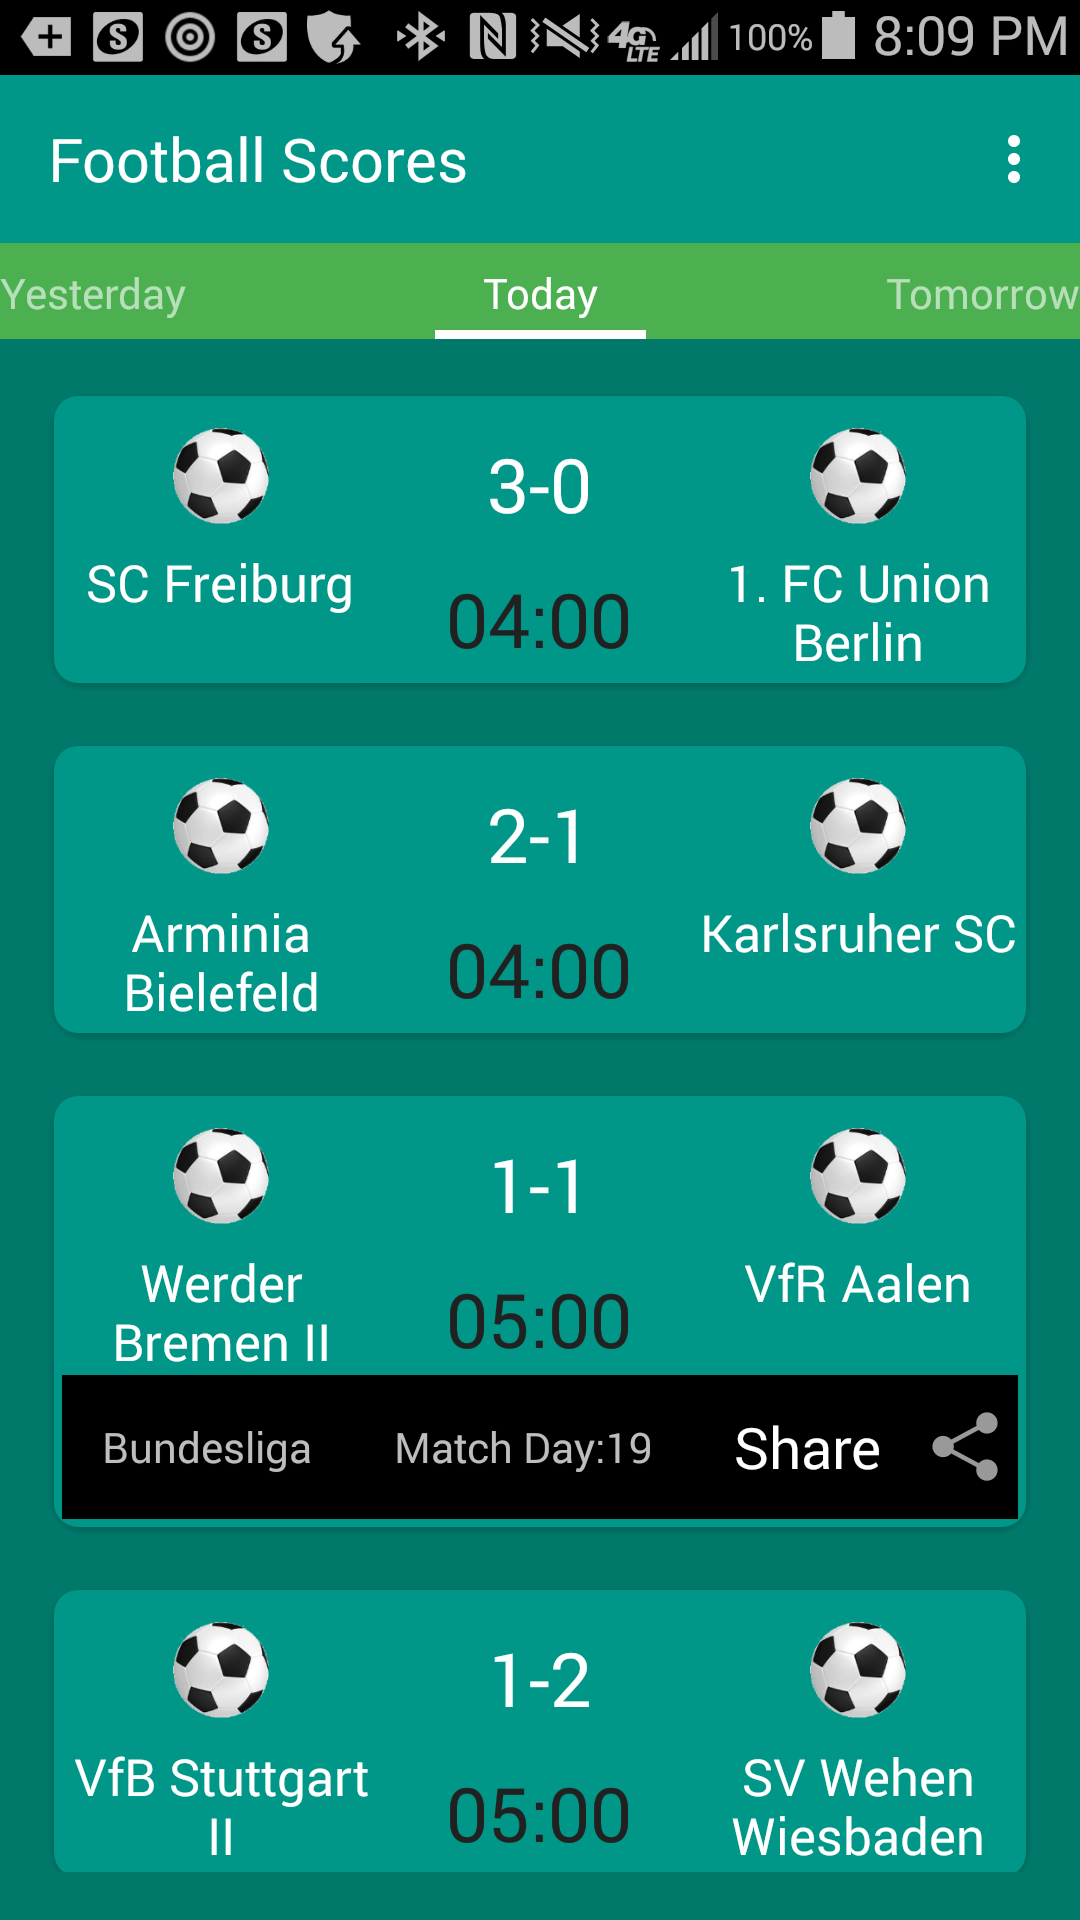 4G LTE 100% 8:09 PM
Football Scores
Yesterday Today Tomorrow
3-0
SC Freiburg 1. FC Union
Berlin
04:00
2-1
Arminia Karlsruher SC
Bielefeld
04:00
1-1
Werder VfR Aalen
Bremen II
05:00
Bundesliga Match Day:19 Share
1-2
VfB Stuttgart SV Wehen
II Wiesbaden
05:00